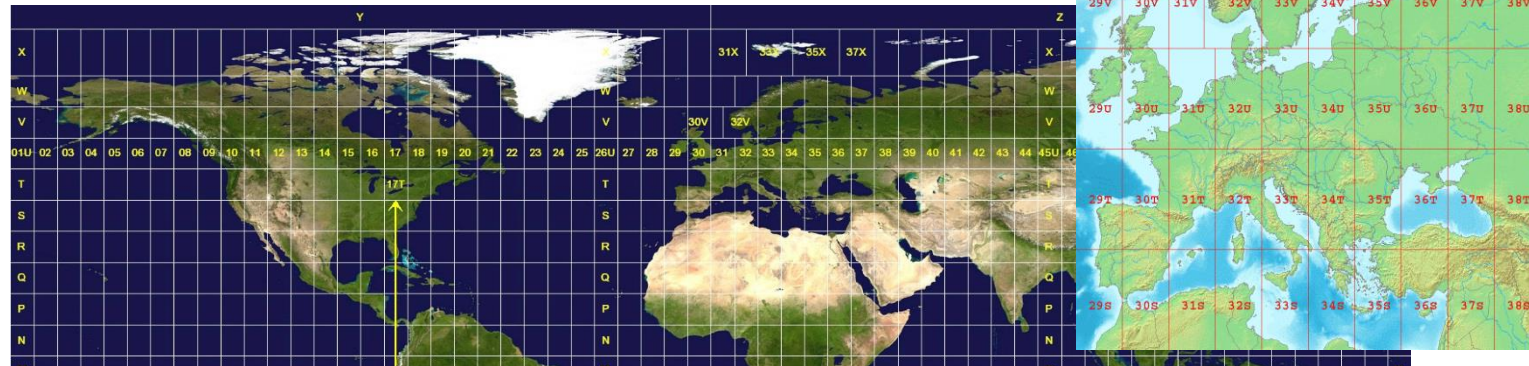 Y Z
29V 30V 31V 32V 33V 34V 35V 36V 37V 38V
X X 31X 33X 35X 37X X
W W W
V 30V 32V V
29U 30U 31U 32U 33U 34U 35U 36U 37U 38U
01U 02 03 04 05 06 07 08 09 10 11 12 13 14 15 16 17 18 19 20 21 22 23 24 25 26U 27 28 29 30 31 32 33 34 35 36 37 38 39 40 41 42 43 44 45U 46
T 17T T T
29T 30T 31T 32T 33T 34T 35T 36T 37T 38T
S S S
R R R
Q Q Q
29S 30S 31S 32S 33S 34S 35S 36S 37S 38S
P P P
N N N